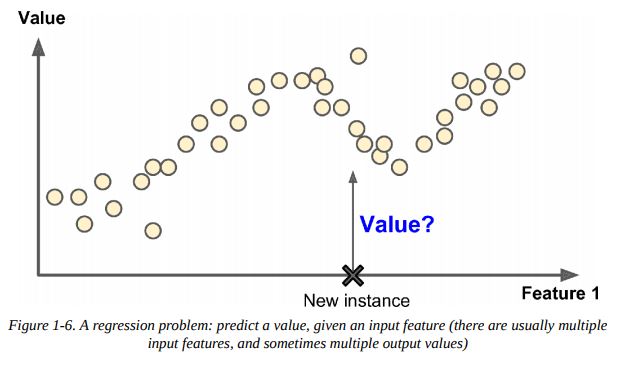 Value
Value?
New instance
Feature 1
Figure 1-6. A regression problem: predict a value, given an input feature (there are usually multiple
input features, and sometimes multiple output values)